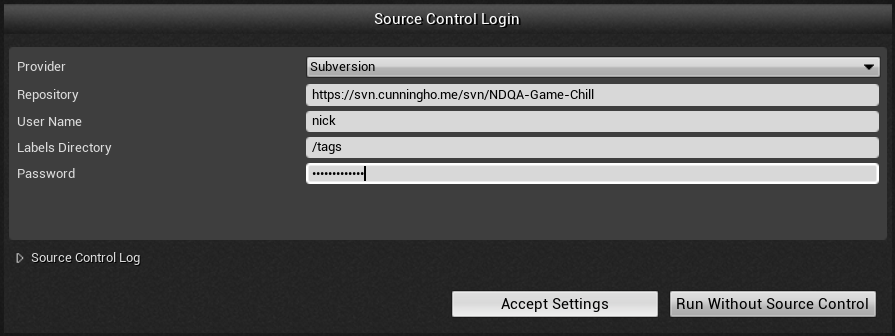 Source Control Login
Provider Subversion
Repository https://svn.cunningho.me/svn/NDQA-Game-Chill
User Name nick
Labels Directory /tags
Password •••••••••••••
Source Control Log
Accept Settings Run Without Source Control